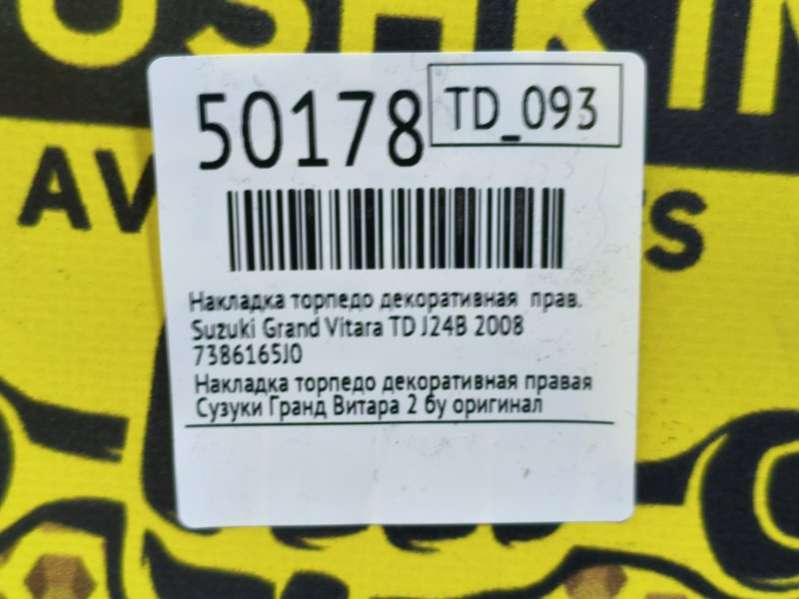 50178
TD_093
Накладка торпедо декоративная прав.
Suzuki Grand Vitara TD J24B 2008
7386165J0
Накладка торпедо декоративная правая
Сузуки Гранд Витара 2 бу оригинал